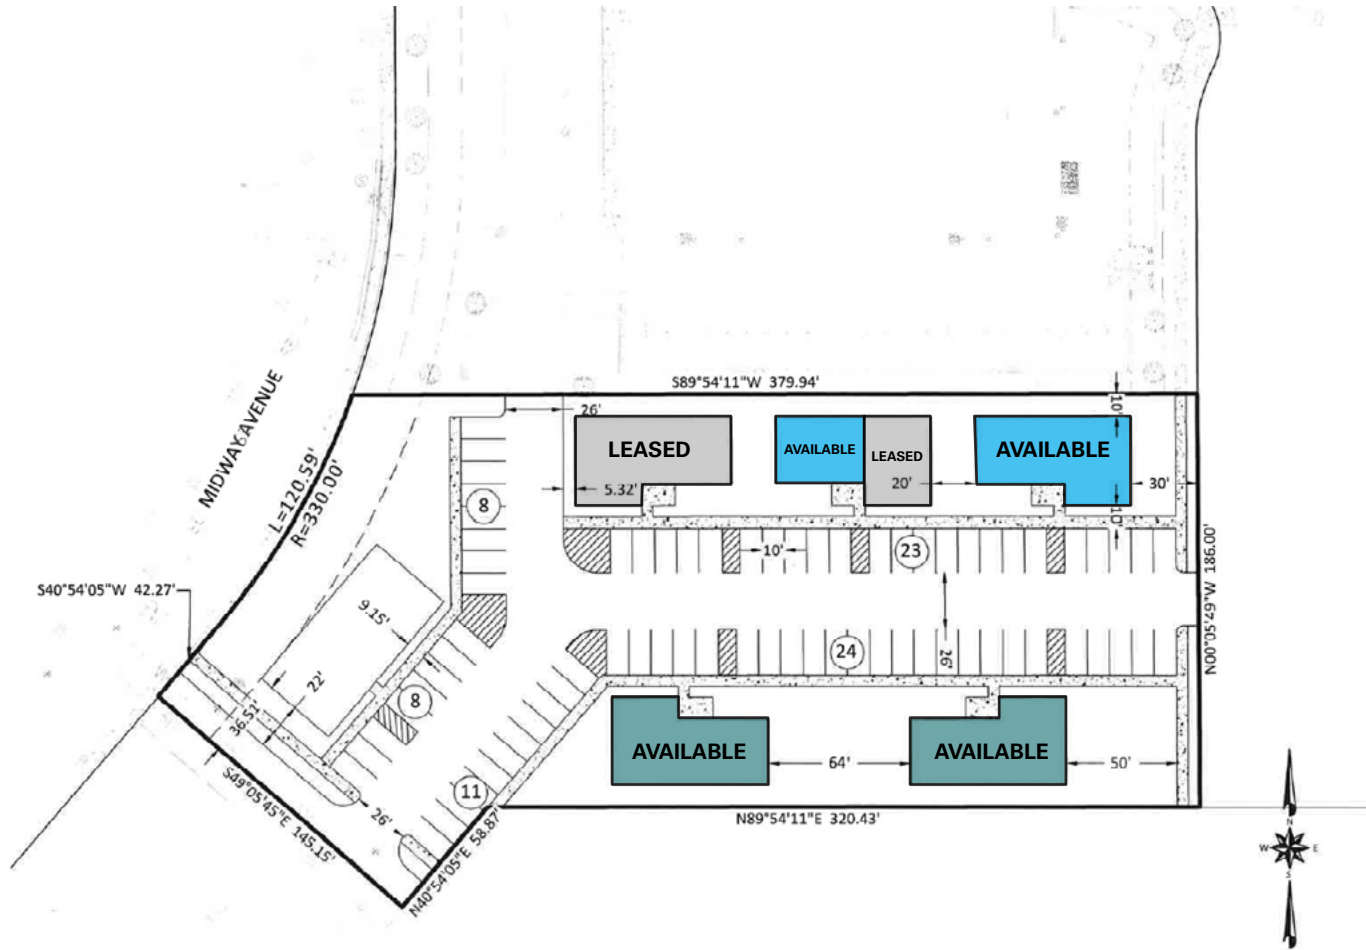 S89°54'11"W 379.94'
MIDWAY AVENUE
L=120.59'
R=330.00'
26'
10'
LEASED
AVAILABLE
LEASED
AVAILABLE
5.32'
20'
30'
10'
8
10'
23
N00°05'49"W 186.00'
S40°54'05"W 42.27'
9.15'
24
26'
22'
8
36.51'
AVAILABLE
64'
AVAILABLE
50'
S49°05'45"E 145.15'
11
26'
N40°54'05"E 58.87'
N89°54'11"E 320.43'
N
W
E
S
N